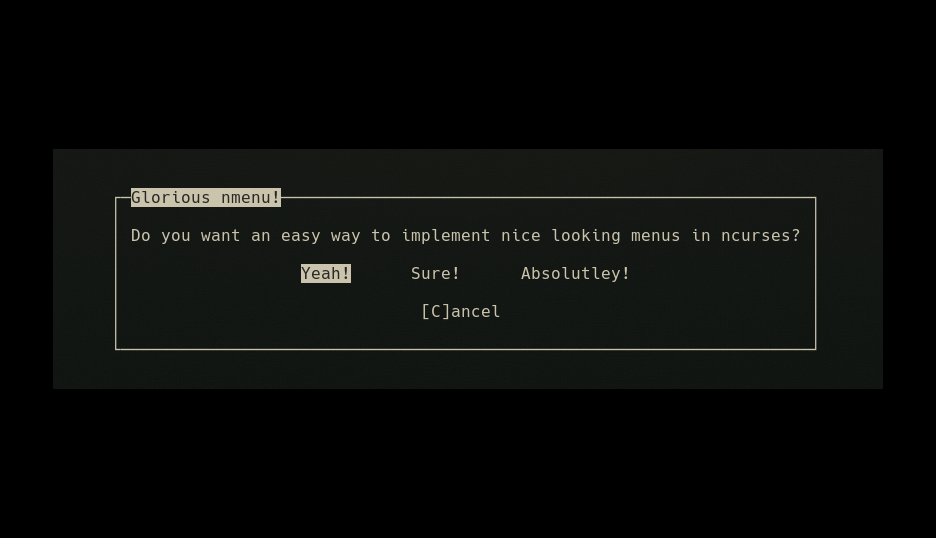 Glorious nmenu!
Do you want an easy way to implement nice looking menus in ncurses?
Yeah! Sure! Absolutley!
[C]ancel